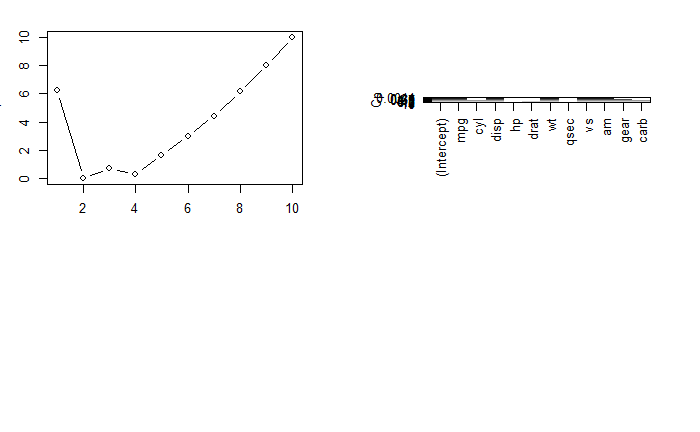 10
8
6
4
2
0
2 4 6 8 10
(Intercept)
mpg
cyl
disp
hp
drat
wt
qsec
vs
am
gear
carb